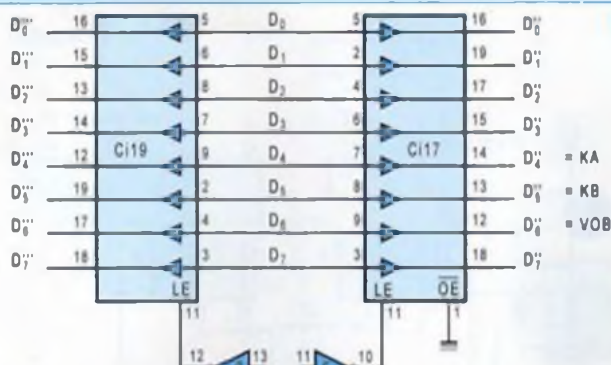 D0''' 16 5 D0 5 16 D0''
D1''' 15 6 D1 2 19 D1''
D2''' 13 8 D2 4 17 D2''
D3''' 14 7 D3 6 15 D3''
Ci19 Ci17
D4''' 12 9 D4 7 14 D4'' KA
D5''' 19 2 D5 8 13 D5'' KB
D6''' 17 4 D6 9 12 D6'' VOB
D7''' 18 3 D7 3 18 D7''
LE LE OE
11 11 1
12 13 11 10